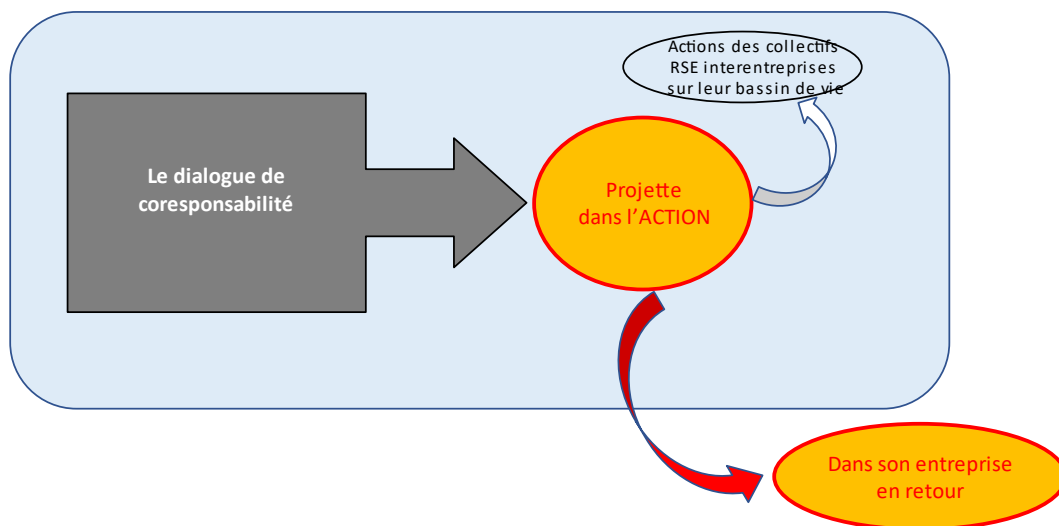 Actions des collectifs
RSE interentreprises
sur leur bassin de vie
Le dialogue de
coresponsabilité
Projette
dans l’ACTION
Dans son entreprise
en retour